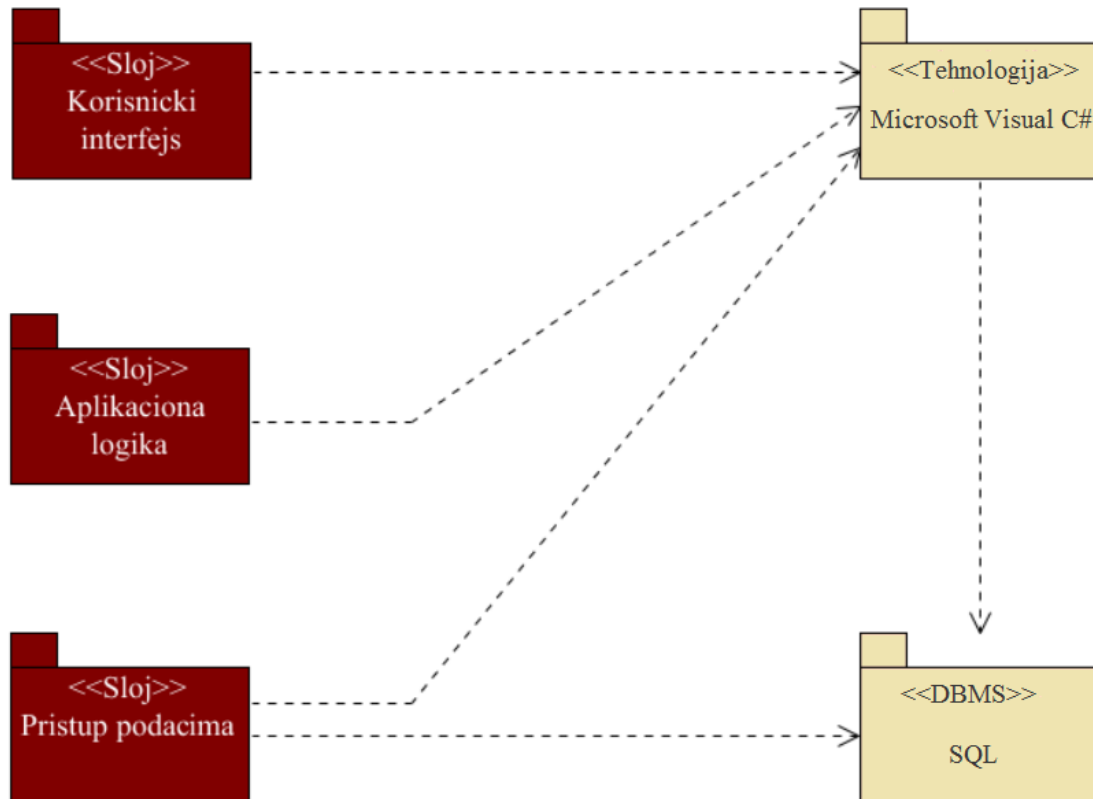 <<Sloj>>
Korisnicki
interfejs
<<Tehnologija>>
Microsoft Visual C#
<<Sloj>>
Aplikaciona
logika
<<Sloj>>
Pristup podacima
<<DBMS>>
SQL